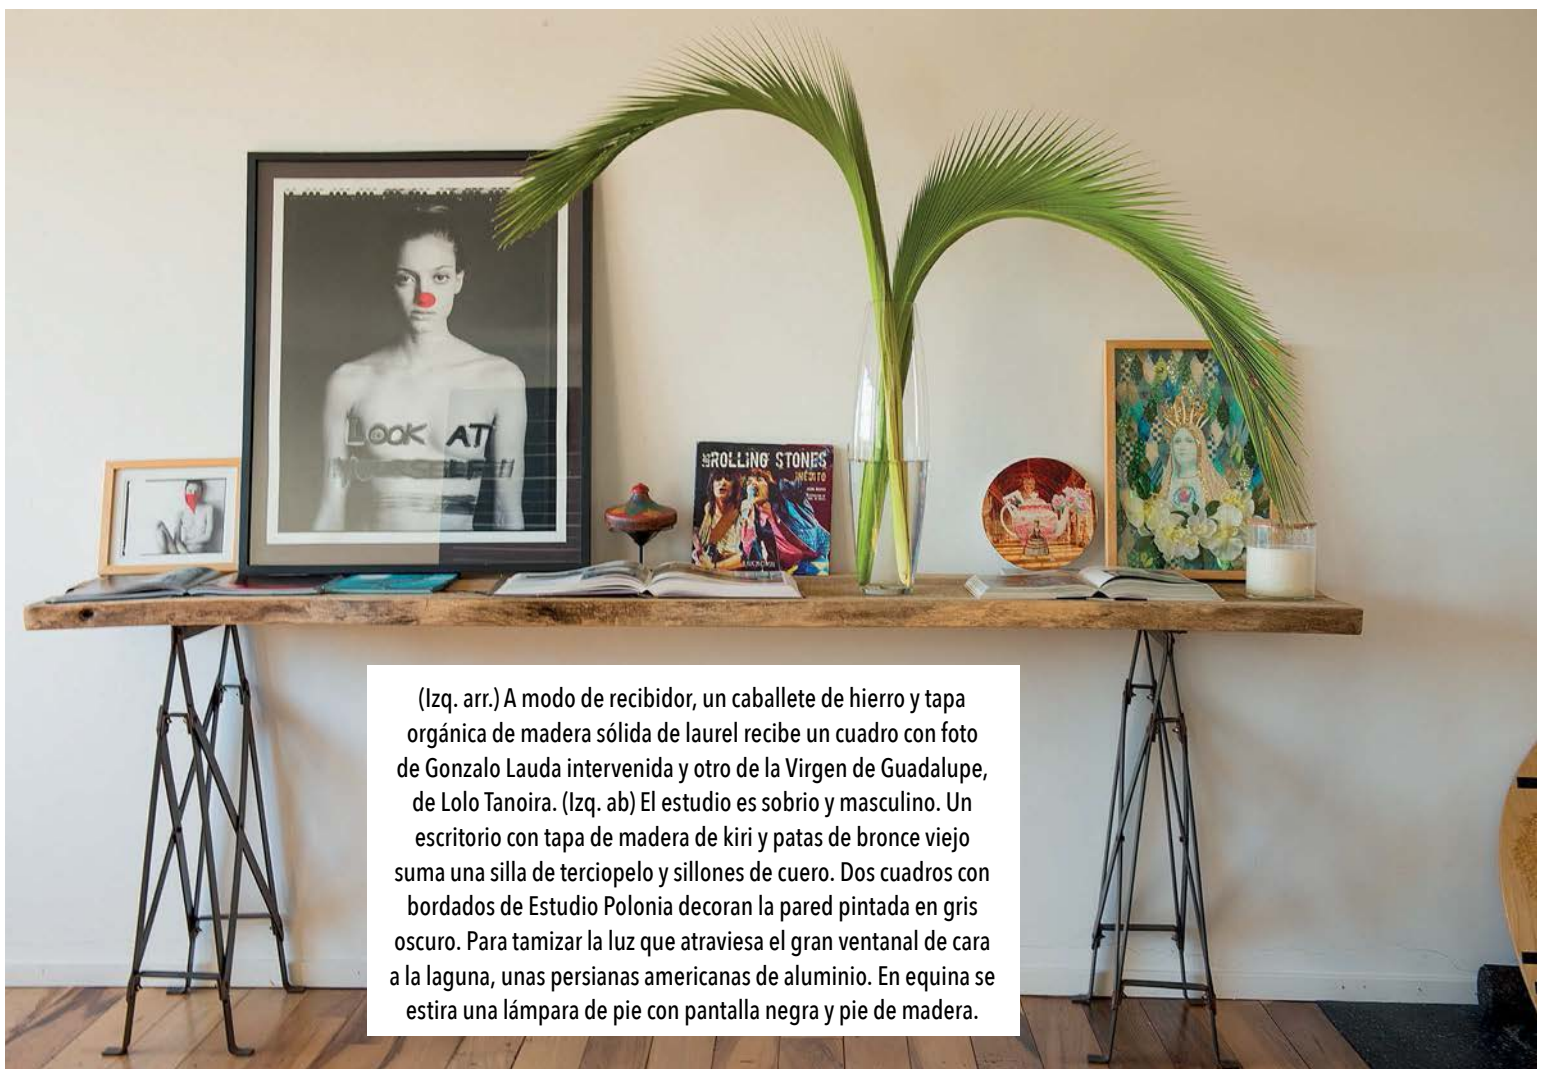 LOOK AT
YOURSELF!!
LOS ROLLING STONES
INÉDITO
(Izq. arr.) A modo de recibidor, un caballete de hierro y tapa
orgánica de madera sólida de laurel recibe un cuadro con foto
de Gonzalo Lauda intervenida y otro de la Virgen de Guadalupe,
de Lolo Tanoira. (Izq. ab) El estudio es sobrio y masculino. Un
escritorio con tapa de madera de kiri y patas de bronce viejo
suma una silla de terciopelo y sillones de cuero. Dos cuadros con
bordados de Estudio Polonia decoran la pared pintada en gris
oscuro. Para tamizar la luz que atraviesa el gran ventanal de cara
a la laguna, unas persianas americanas de aluminio. En equina se
estira una lámpara de pie con pantalla negra y pie de madera.